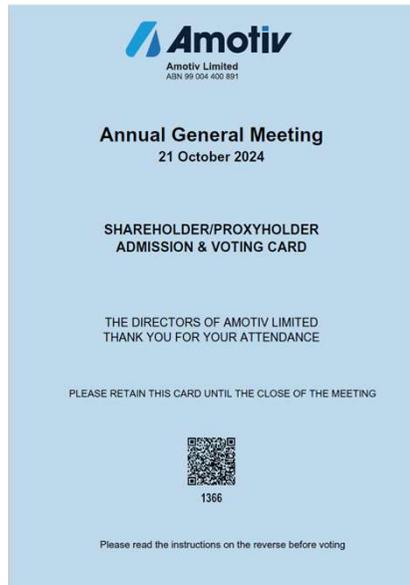 Amotiv
Amotiv Limited
ABN 99 004 400 891
Annual General Meeting
21 October 2024
SHAREHOLDER/PROXYHOLDER
ADMISSION & VOTING CARD
THE DIRECTORS OF AMOTIV LIMITED
THANK YOU FOR YOUR ATTENDANCE
PLEASE RETAIN THIS CARD UNTIL THE CLOSE OF THE MEETING
1366
Please read the instructions on the reverse before voting